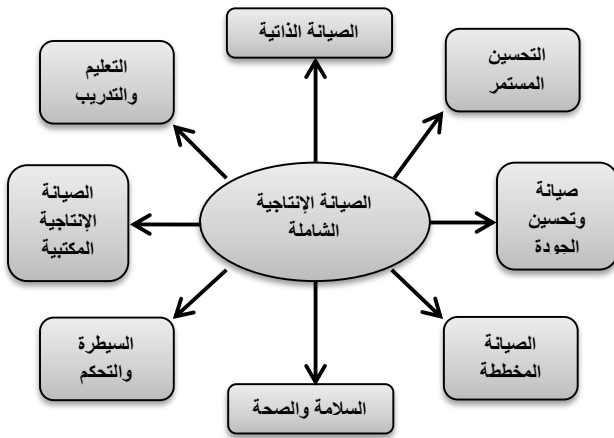 الصيانة الذاتية
التحسين
المستمر
التعليم
والتدريب
الصيانة الإنتاجية
الشاملة
صيانة
وتحسين
الجودة
الصيانة
الإنتاجية
المكتبية
الصيانة
المخططة
السيطرة
والتحكم
السلامة والصحة